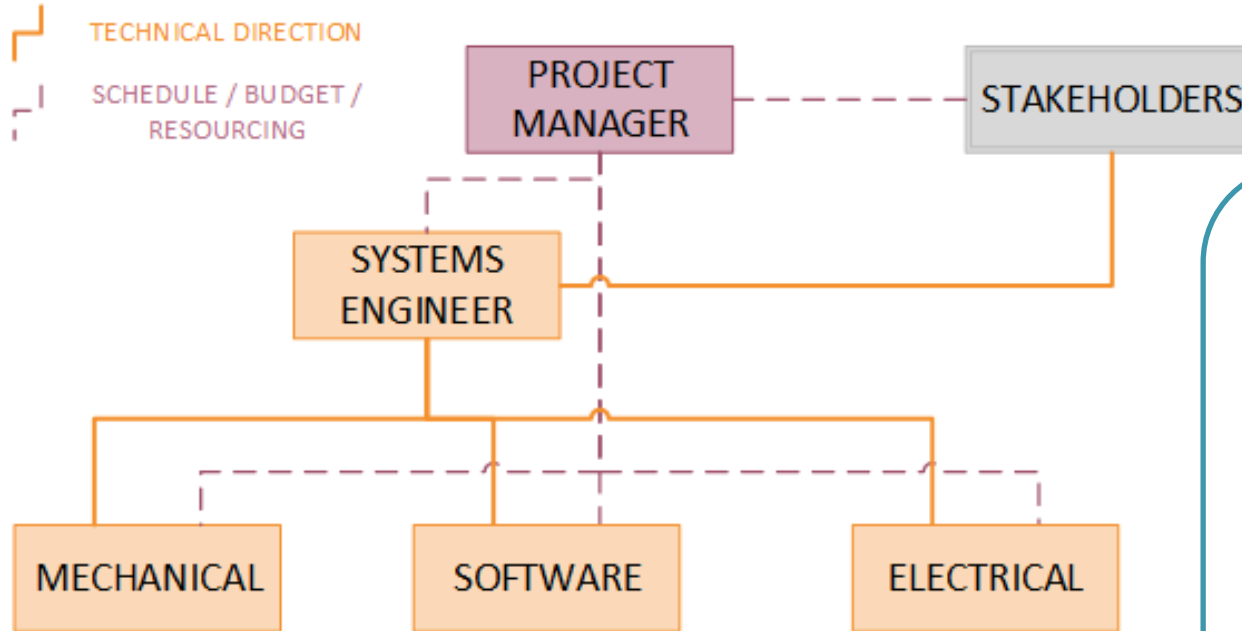 TECHNICAL DIRECTION
SCHEDULE / BUDGET /
RESOURCING
PROJECT
MANAGER
STAKEHOLDERS
SYSTEMS
ENGINEER
MECHANICAL
SOFTWARE
ELECTRICAL